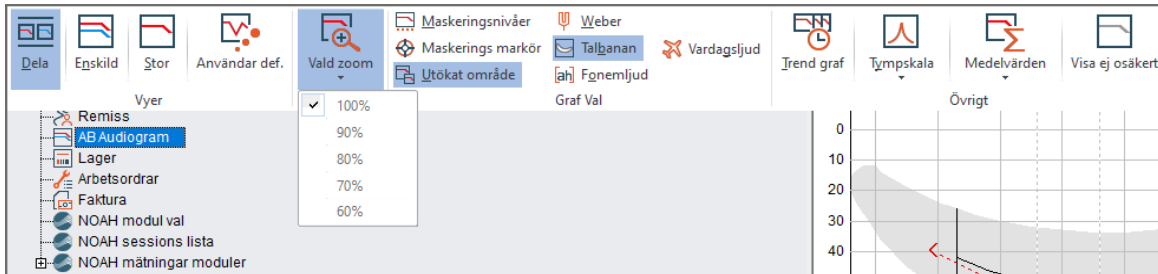 Dela
Enskild
Stor
Användar def.
Vyer
Vald zoom
Maskeringsnivåer
Maskerings markör
Utökat område
Weber
Talbanan
[ah] Fonemljud
Vardagsljud
Graf Val
Trend graf
Tympskala
Medelvärden
Visa ej osäkert
Övrigt
100%
90%
80%
70%
60%
Remiss
AB Audiogram
Lager
Arbetsordrar
Faktura
NOAH modul val
NOAH sessions lista
NOAH mätningar moduler
0
10
20
30
40